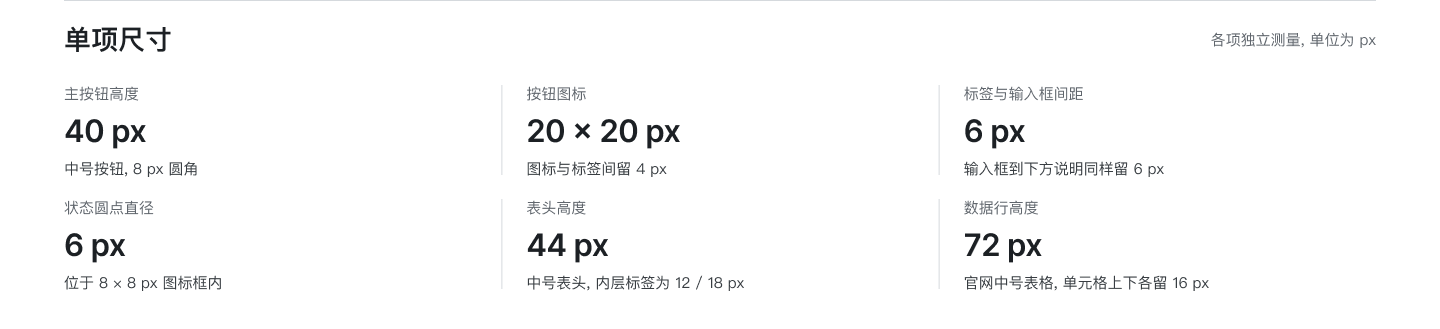 单项尺寸
各项独立测量, 单位为 px
主按钮高度
40 px
中号按钮, 8 px 圆角
按钮图标
20 × 20 px
图标与标签间留 4 px
标签与输入框间距
6 px
输入框到下方说明同样留 6 px
状态圆点直径
6 px
位于 8 × 8 px 图标框内
表头高度
44 px
中号表头, 内层标签为 12 / 18 px
数据行高度
72 px
官网中号表格, 单元格上下各留 16 px